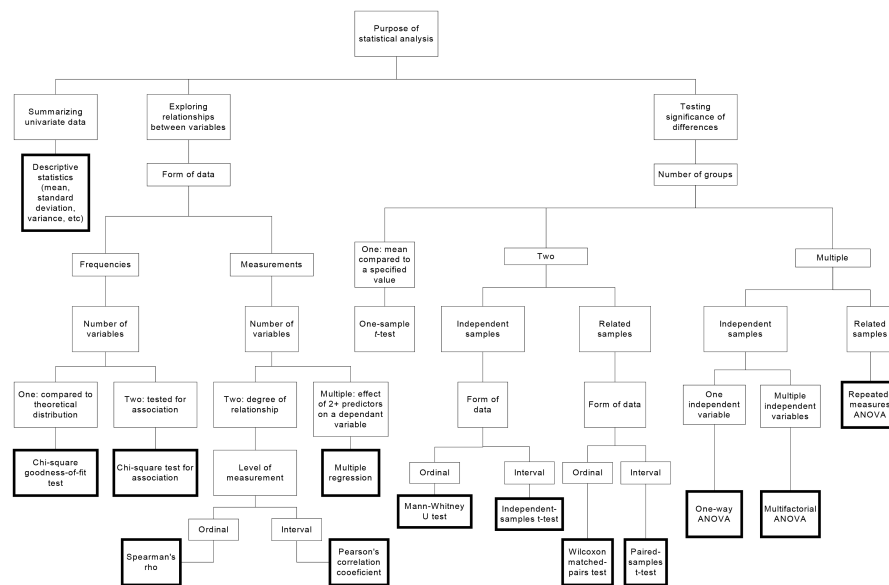 Purpose of
statistical analysis
Summarizing
univariate data
Exploring
relationships
between variables
Testing
significance of
differences
Descriptive
statistics
(mean,
standard
deviation,
variance, etc)
Form of data
Number of groups
Frequencies
Measurements
One: mean
compared to
a specified
value
Two
Multiple
Number of
variables
Number of
variables
One-sample
t-test
Independent
samples
Related
samples
Independent
samples
Related
samples
One: compared to
theoretical
distribution
Two: tested for
association
Two: degree of
relationship
Multiple: effect
of 2+ predictors
on a dependant
variable
Form of
data
Form of data
One
independent
variable
Multiple
independent
variables
Repeated-
measures
ANOVA
Chi-square
goodness-of-fit
test
Chi-square test for
association
Level of
measurement
Multiple
regression
Ordinal
Interval
Ordinal
Interval
Mann-Whitney
U test
Independent-
samples t-test
One-way
ANOVA
Multifactorial
ANOVA
Ordinal
Interval
Spearman's
rho
Pearson's
correlation
cooeficient
Wilcoxon
matched-
pairs test
Paired-
samples
t-test